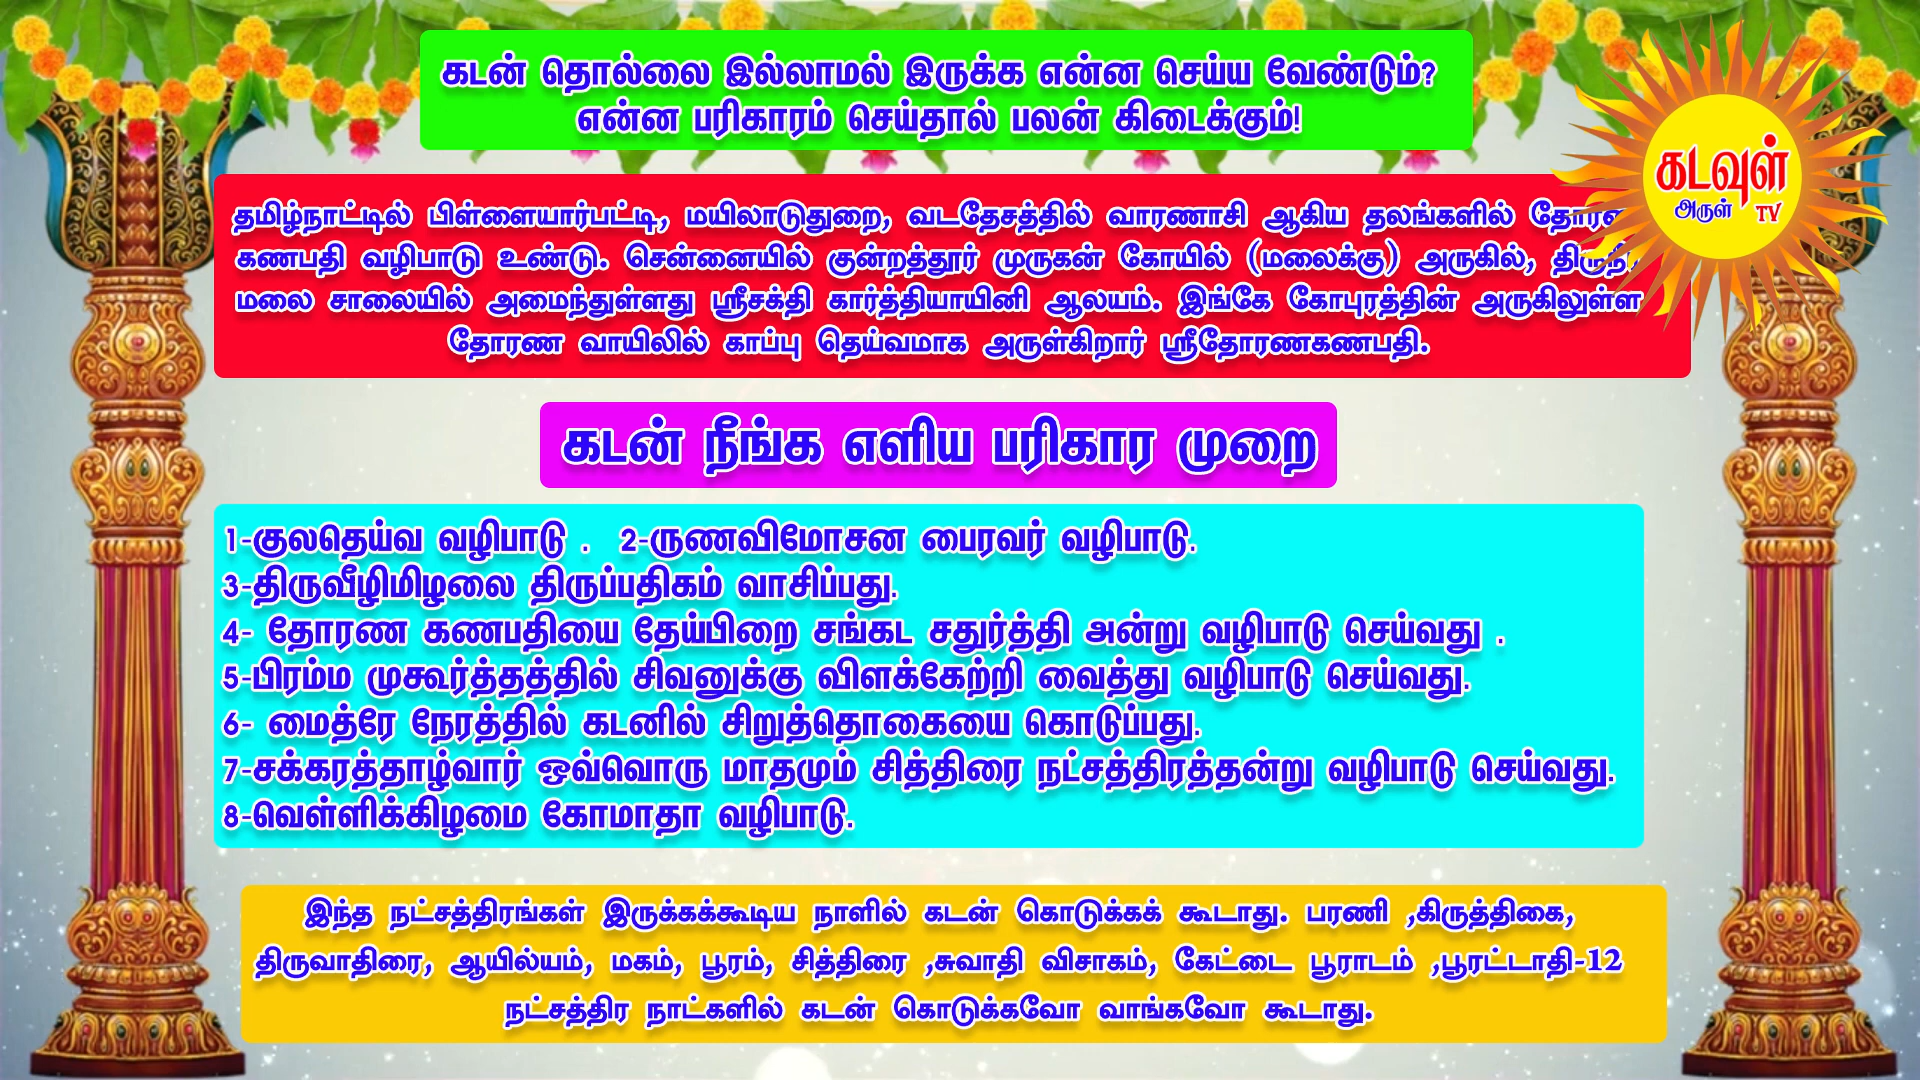 கடன் தொல்லை இல்லாமல் இருக்க என்ன செய்ய வேண்டும்?
என்ன பரிகாரம் செய்தால் பலன் கிடைக்கும்!
கடவுள்
அருள் TV
தமிழ்நாட்டில் பிள்ளையார்பட்டி, மயிலாடுதுறை, வடதேசத்தில் வாரணாசி ஆகிய தலங்களில்
கணபதி வழிபாடு உண்டு. சென்னையில் குன்றத்தூர் முருகன் கோயில் (மலைக்கு) அருகில்,
மலை சாலையில் அமைந்துள்ளது ஸ்ரீசக்தி கார்த்தியாயினி ஆலயம். இங்கே கோபுரத்தின் அருகிலுள்ள
தோரண வாயிலில் காப்பு தெய்வமாக அருள்கிறார் ஸ்ரீதோரணகணபதி.
கடன் நீங்க எளிய பரிகார முறை
1-குலதெய்வ வழிபாடு . 2-ருணவிமோசன பைரவர் வழிபாடு.
3-திருவீழிமிழலை திருப்பதிகம் வாசிப்பது.
4- தோரண கணபதியை தேய்பிறை சங்கட சதுர்த்தி அன்று வழிபாடு செய்வது .
5-பிரம்ம முகூர்த்தத்தில் சிவனுக்கு விளக்கேற்றி வைத்து வழிபாடு செய்வது.
6- மைத்ரே நேரத்தில் கடனில் சிறுத்தொகையை கொடுப்பது.
7-சக்கரத்தாழ்வார் ஒவ்வொரு மாதமும் சித்திரை நட்சத்திரத்தன்று வழிபாடு செய்வது.
8-வெள்ளிக்கிழமை கோமாதா வழிபாடு.
இந்த நட்சத்திரங்கள் இருக்கக்கூடிய நாளில் கடன் கொடுக்கக் கூடாது. பரணி ,கிருத்திகை,
திருவாதிரை, ஆயில்யம், மகம், பூரம், சித்திரை ,சுவாதி விசாகம், கேட்டை பூராடம் ,பூரட்டாதி-12
நட்சத்திர நாட்களில் கடன் கொடுக்கவோ வாங்கவோ கூடாது.